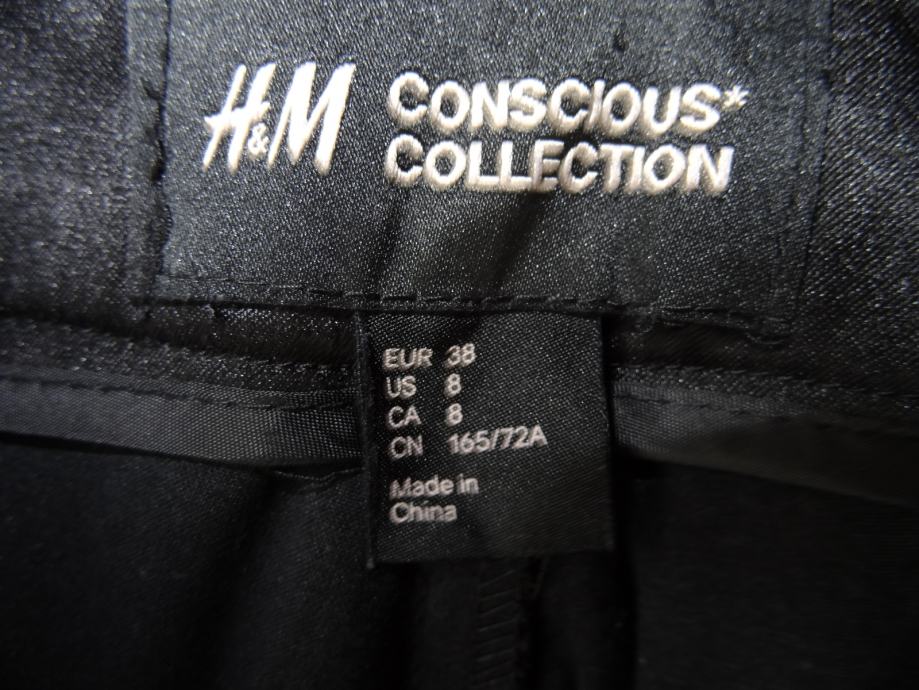 H&M CONSCIOUS*
COLLECTION
EUR 38
US 8
CA 8
CN 165/72A
Made in
China